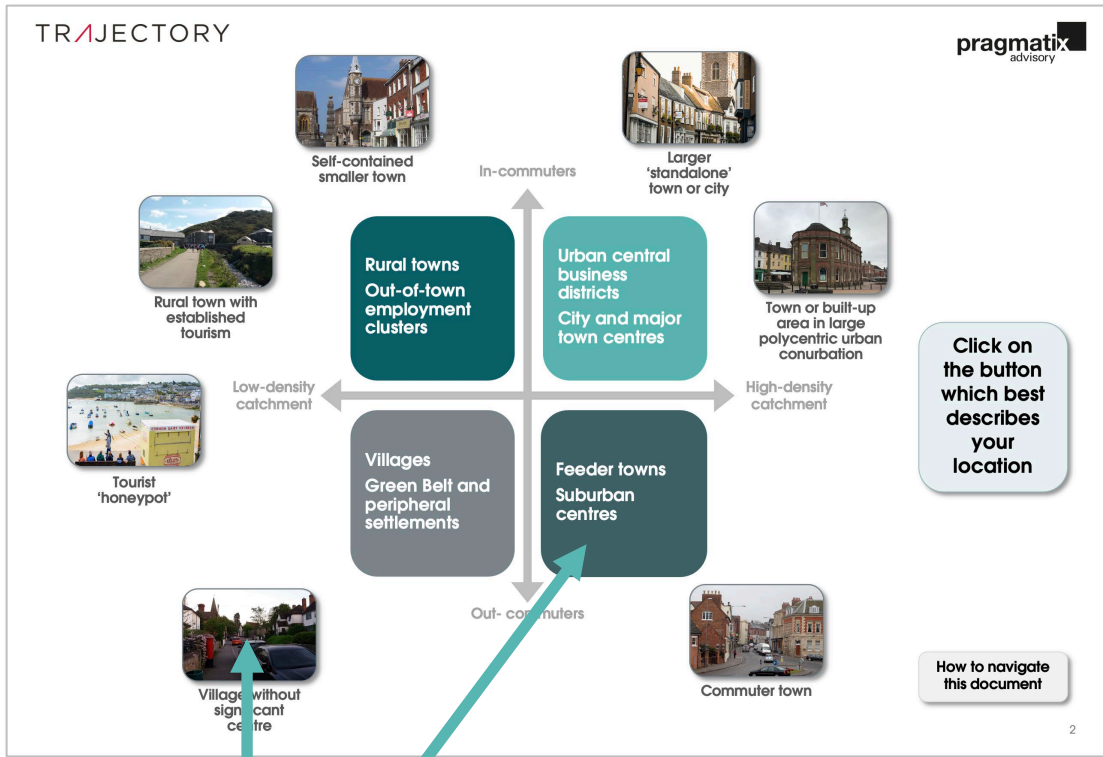 TRAJECTORY
pragmatix
advisory
Self-contained
smaller town
In-commuters
Larger
‘standalone’
town or city
Rural town with
established
tourism
Rural towns
Out-of-town
employment
clusters
Urban central
business
districts
City and major
town centres
Town or built-up
area in large
polycentric urban
conurbation
Click on
the button
which best
describes
your
location
Low-density
catchment
High-density
catchment
Tourist
‘honeypot’
Villages
Green Belt and
peripheral
settlements
Feeder towns
Suburban
centres
Out- commuters
Village without
significant
centre
Commuter town
How to navigate
this document
2